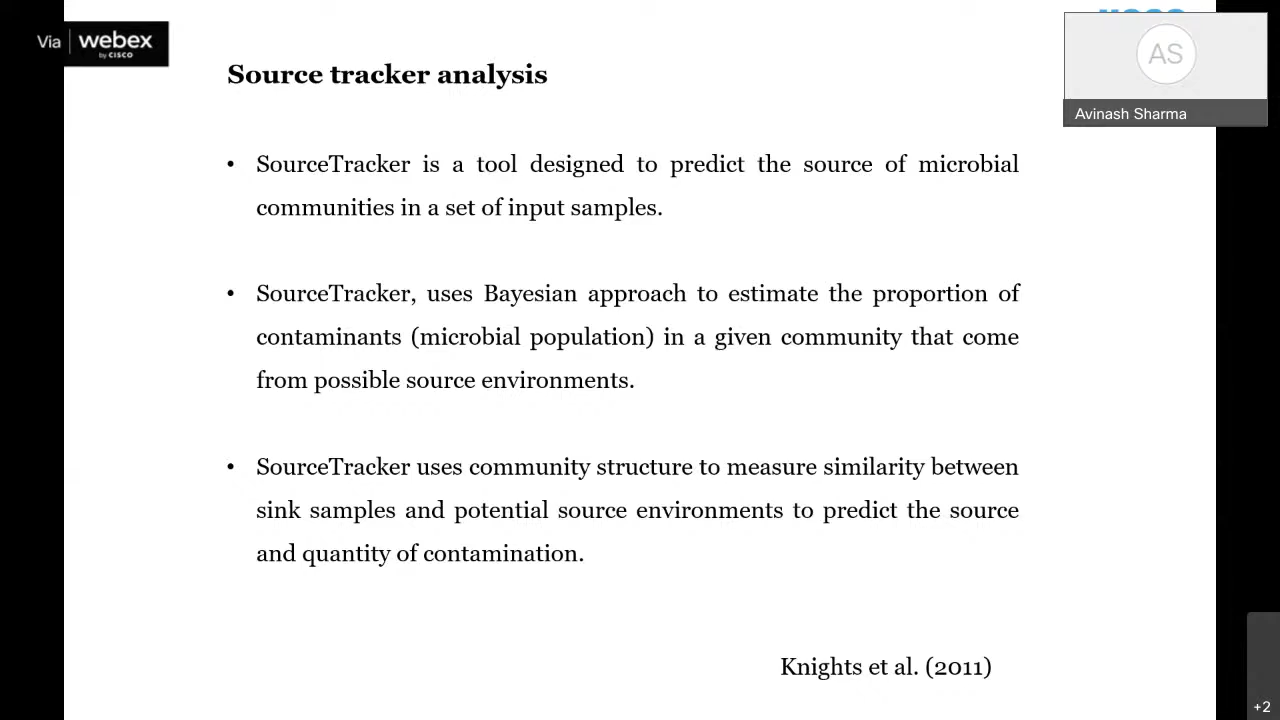 Via webex
by CISCO
AS
Avinash Sharma
Source tracker analysis
• SourceTracker is a tool designed to predict the source of microbial
communities in a set of input samples.
• SourceTracker, uses Bayesian approach to estimate the proportion of
contaminants (microbial population) in a given community that come
from possible source environments.
• SourceTracker uses community structure to measure similarity between
sink samples and potential source environments to predict the source
and quantity of contamination.
Knights et al. (2011)
+2